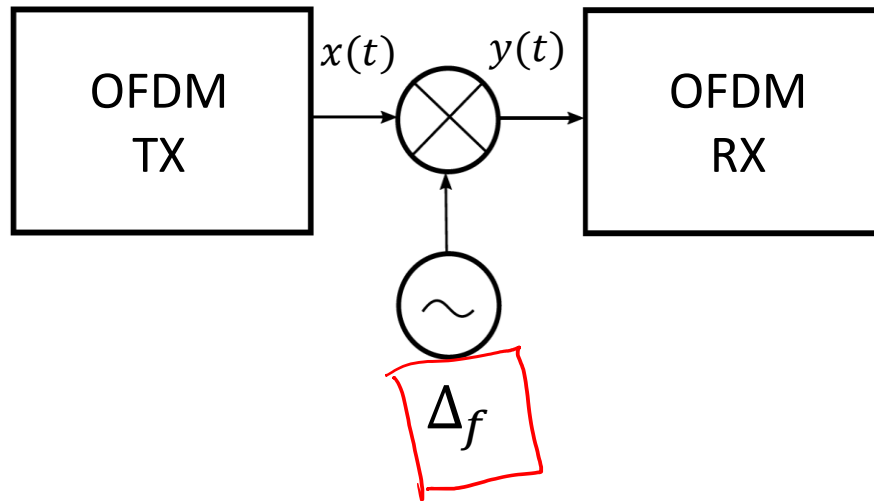 OFDM
TX
x(t)
y(t)
OFDM
RX
Δ_f